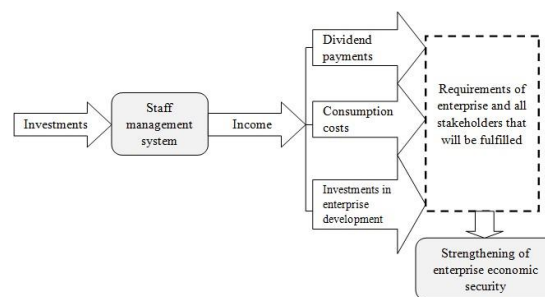 Investments
Staff
management
system
Income
Dividend
payments
Consumption
costs
Investments in
enterprise
development
Requirements of
enterprise and all
stakeholders that
will be fulfilled
Strengthening of
enterprise economic
security